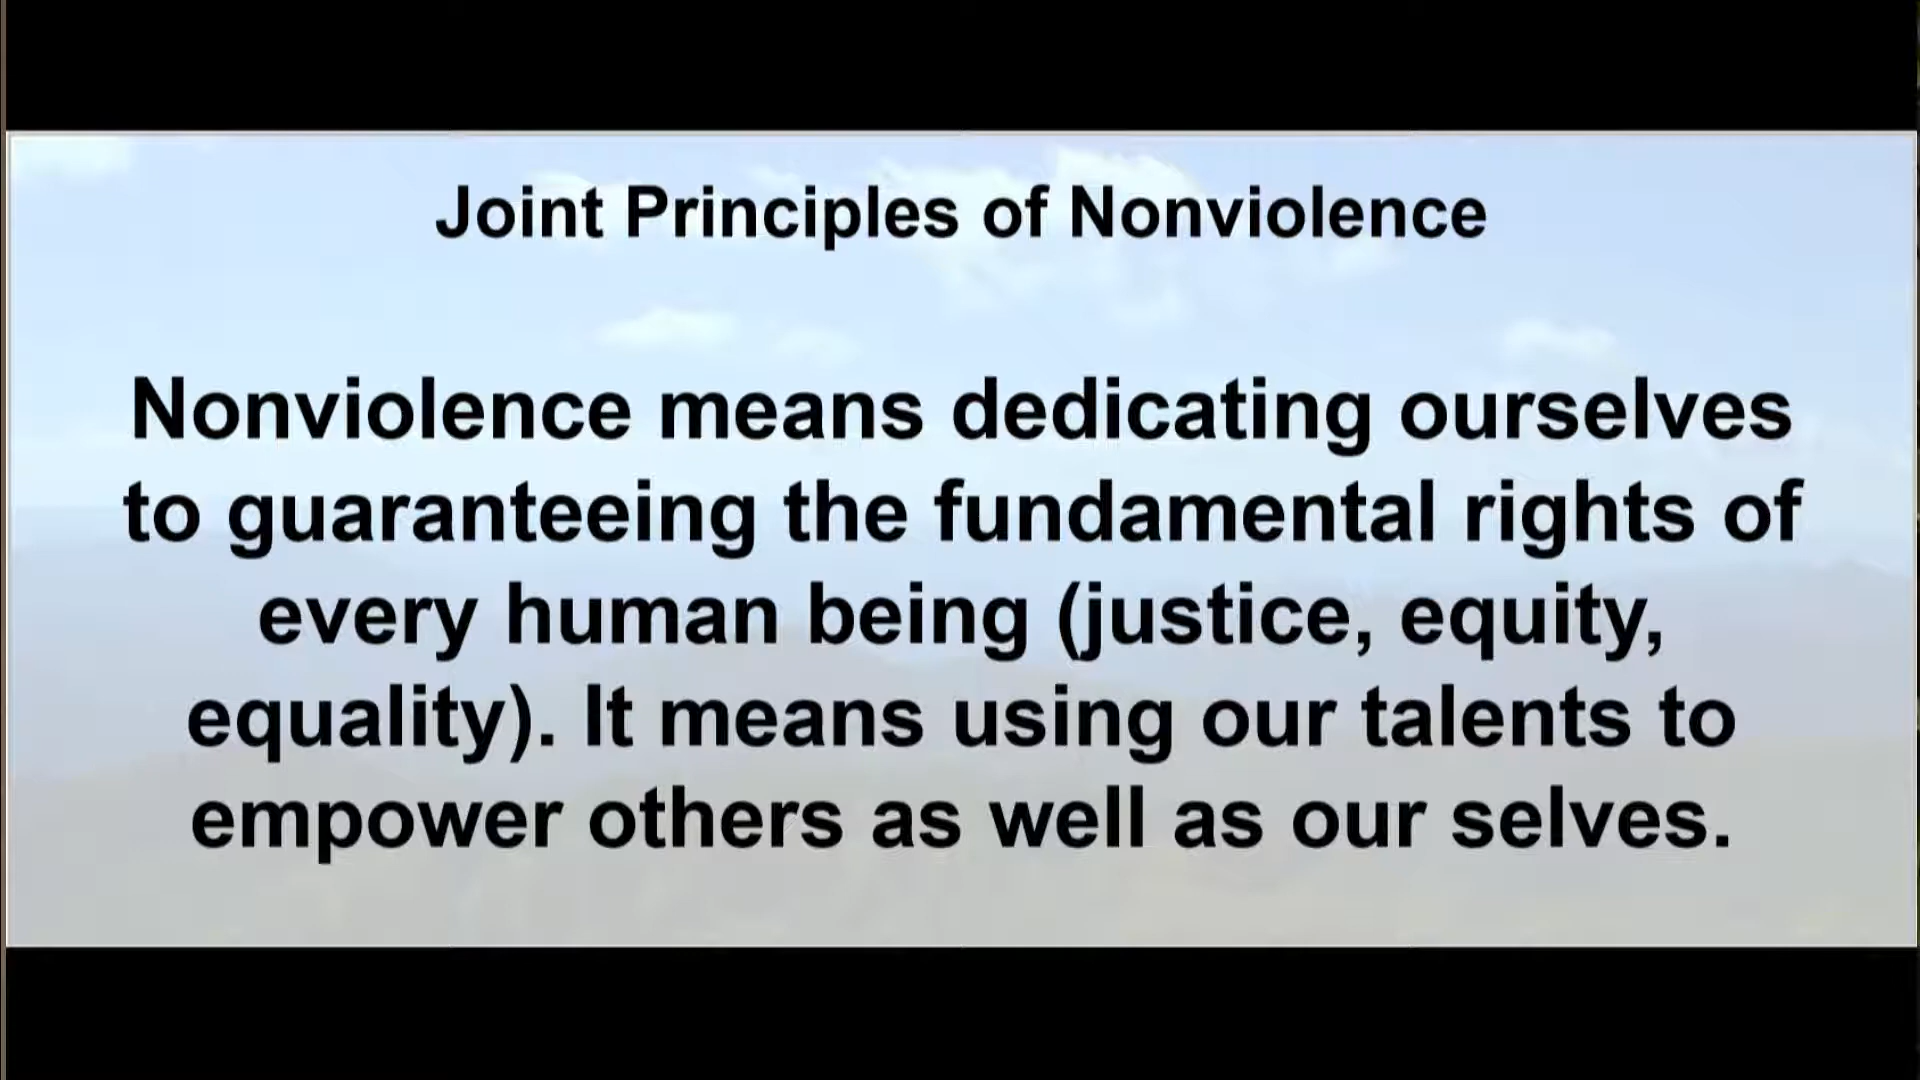 Joint Principles of Nonviolence
Nonviolence means dedicating ourselves
to guaranteeing the fundamental rights of
every human being (justice, equity,
equality). It means using our talents to
empower others as well as our selves.